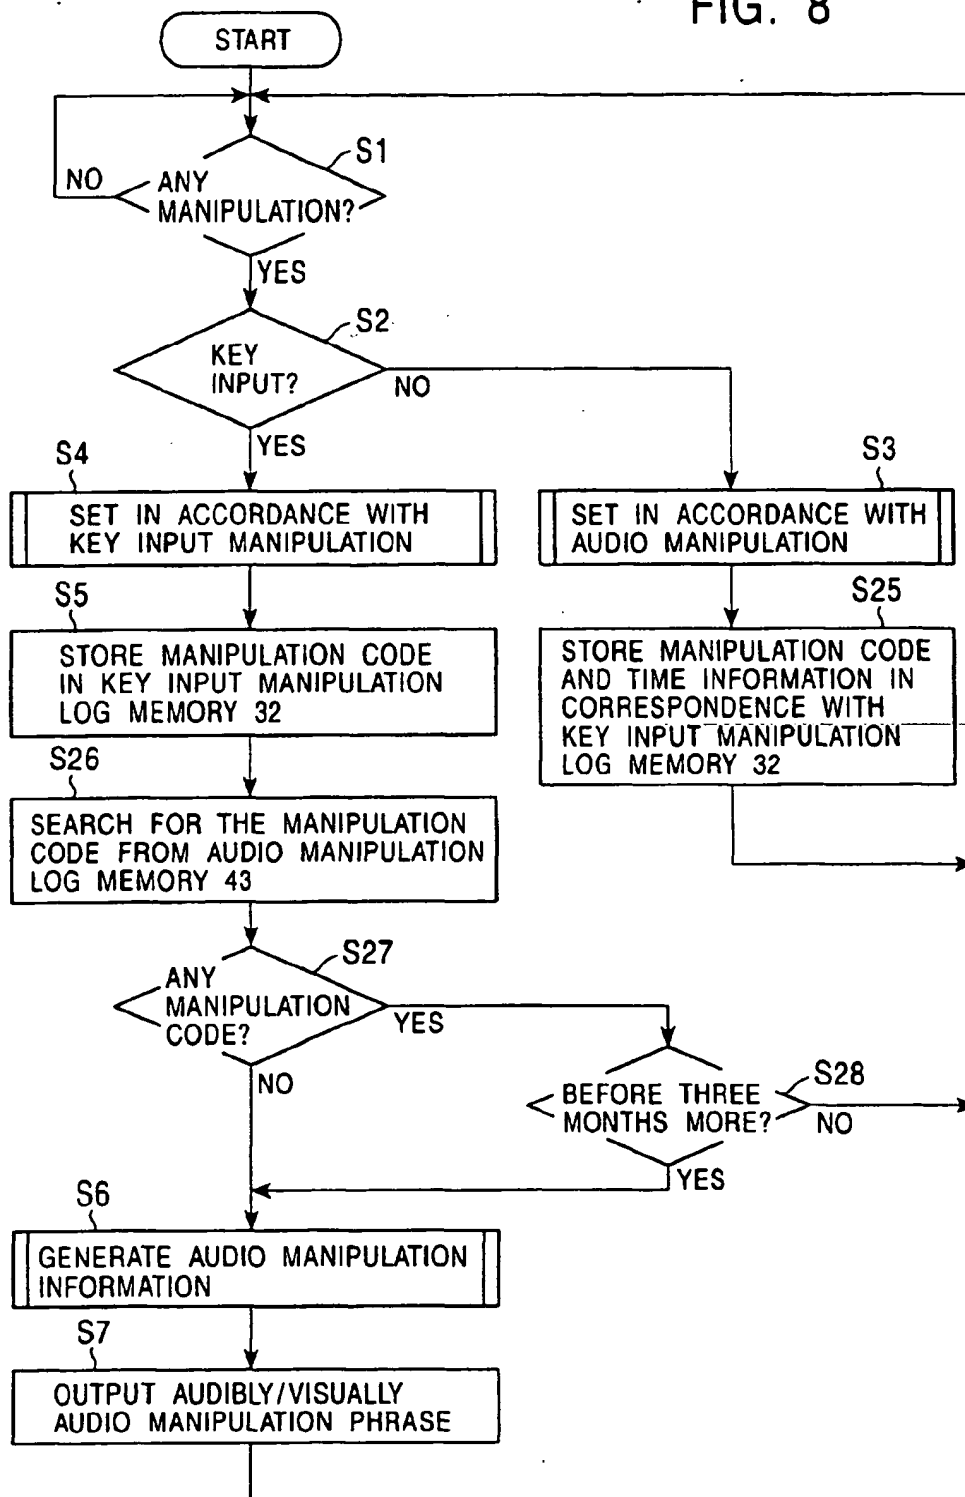 FIG. 8
START
S1
NO
ANY
MANIPULATION?
YES
S2
KEY
INPUT?
NO
YES
S4
SET IN ACCORDANCE WITH
KEY INPUT MANIPULATION
S3
SET IN ACCORDANCE WITH
AUDIO MANIPULATION
S5
STORE MANIPULATION CODE
IN KEY INPUT MANIPULATION
LOG MEMORY 32
S25
STORE MANIPULATION CODE
AND TIME INFORMATION IN
CORRESPONDENCE WITH
KEY INPUT MANIPULATION
LOG MEMORY 32
S26
SEARCH FOR THE MANIPULATION
CODE FROM AUDIO MANIPULATION
LOG MEMORY 43
S27
ANY
MANIPULATION
CODE?
YES
NO
S28
BEFORE THREE
MONTHS MORE?
NO
YES
S6
GENERATE AUDIO MANIPULATION
INFORMATION
S7
OUTPUT AUDIBLY/VISUALLY
AUDIO MANIPULATION PHRASE